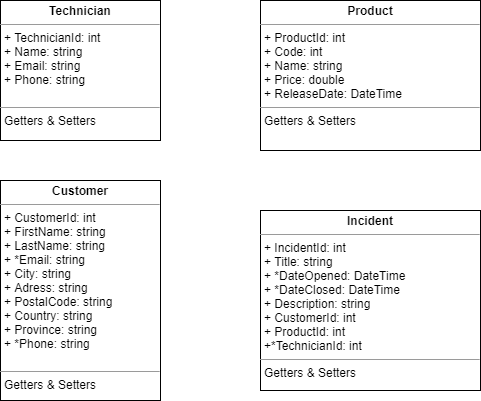 Technician
+ TechnicianId: int
+ Name: string
+ Email: string
+ Phone: string
Getters & Setters
Product
+ ProductId: int
+ Code: int
+ Name: string
+ Price: double
+ ReleaseDate: DateTime
Getters & Setters
Customer
+ CustomerId: int
+ FirstName: string
+ LastName: string
+ *Email: string
+ City: string
+ Adress: string
+ PostalCode: string
+ Country: string
+ Province: string
+ *Phone: string
Getters & Setters
Incident
+ IncidentId: int
+ Title: string
+ *DateOpened: DateTime
+ *DateClosed: DateTime
+ Description: string
+ CustomerId: int
+ ProductId: int
+*TechnicianId: int
Getters & Setters